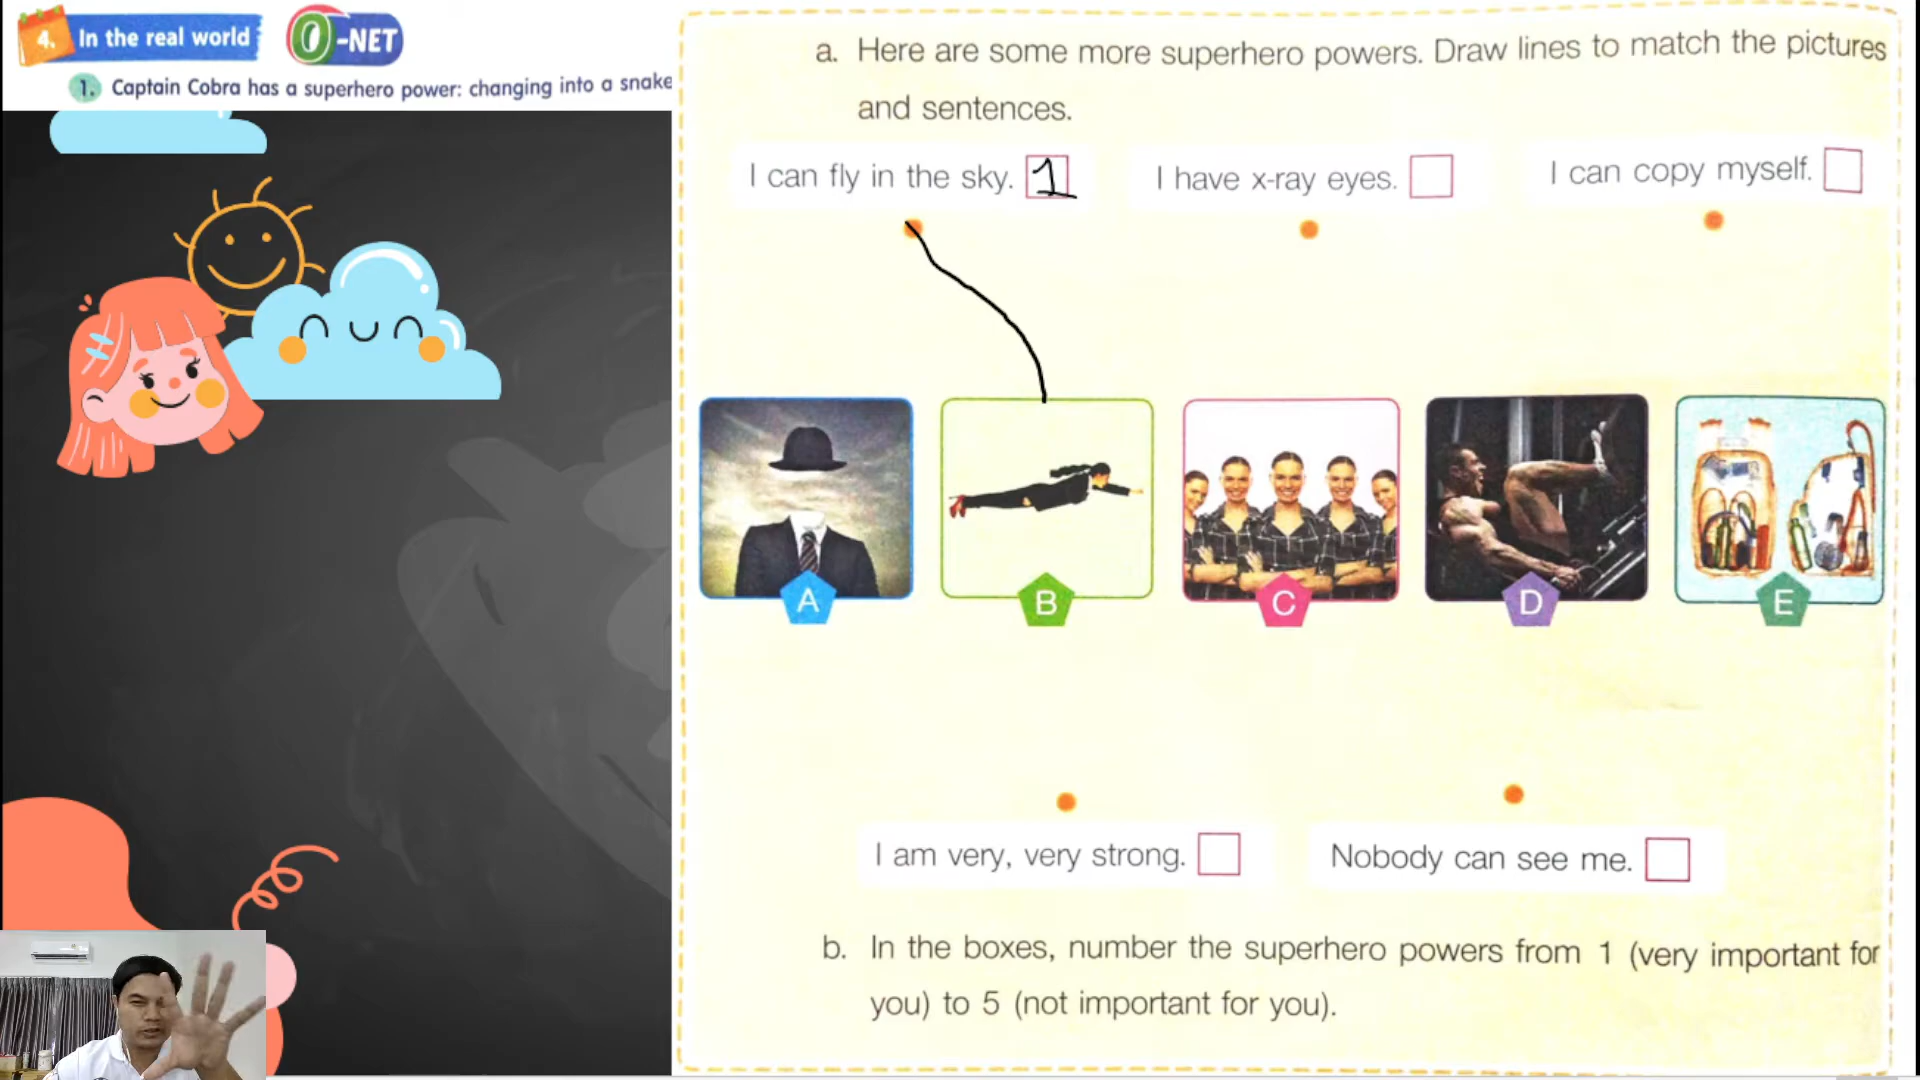 4. In the real world O-NET
1. Captain Cobra has a superhero power: changing into a snake
a. Here are some more superhero powers. Draw lines to match the pictures
and sentences.
I can fly in the sky. 1
I have x-ray eyes.
I can copy myself.
A
B
C
D
E
I am very, very strong.
Nobody can see me.
b. In the boxes, number the superhero powers from 1 (very important for
you) to 5 (not important for you).